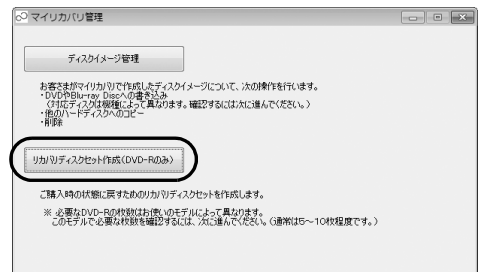 マイリカバリ管理
ディスクイメージ管理
お客さまがマイリカバリで作成したディスクイメージについて、次の操作を行います。
・DVDやBlu-ray Discへの書き込み
（対応ディスクは機種によって異なります。確認するには次に進んでください。）
・他のハードディスクへのコピー
・削除
リカバリディスクセット作成（DVD-Rのみ）
ご購入時の状態に戻すためのリカバリディスクセットを作成します。
※ 必要なDVD-Rの枚数はお使いのモデルによって異なります。
このモデルで必要な枚数を確認するには、次に進んでください。（通常は5～10枚程度です。）